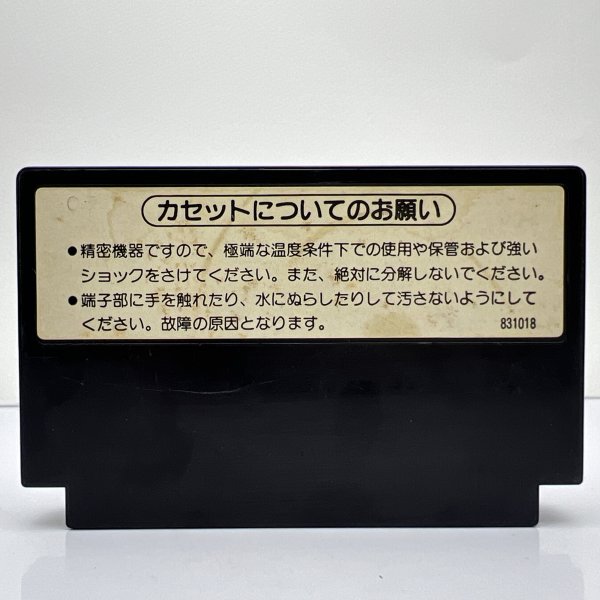 カセットについてのお願い
●精密機器ですので、極端な温度条件下での使用や保管および強い
ショックをさけてください。また、絶対に分解しないでください。
●端子部に手を触れたり、水にぬらしたりして汚さないようにして
ください。故障の原因となります。
831018